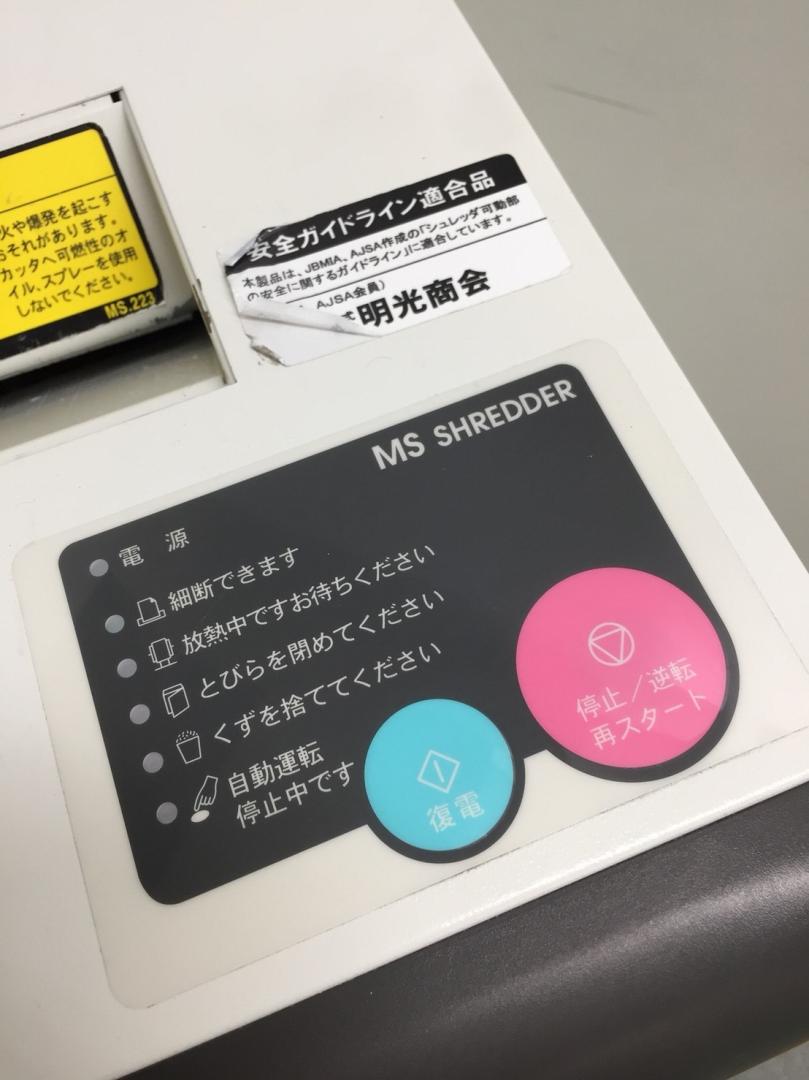 火や爆発を起こす
それがあります。
カッタへ可燃性のオ
イル、スプレーを使用
しないでください。
MS.223
安全ガイドライン適合品
本製品は、JBMIA、AJSA作成の「シュレッダ可動部
の安全に関するガイドライン」に適合しています。
AJSA会員)
明光商会
MS SHREDDER
電 源
細断できます
放熱中ですお待ちください
とびらを閉めてください
くずを捨ててください
自動運転
停止中です
復電
停止/逆転
再スタート